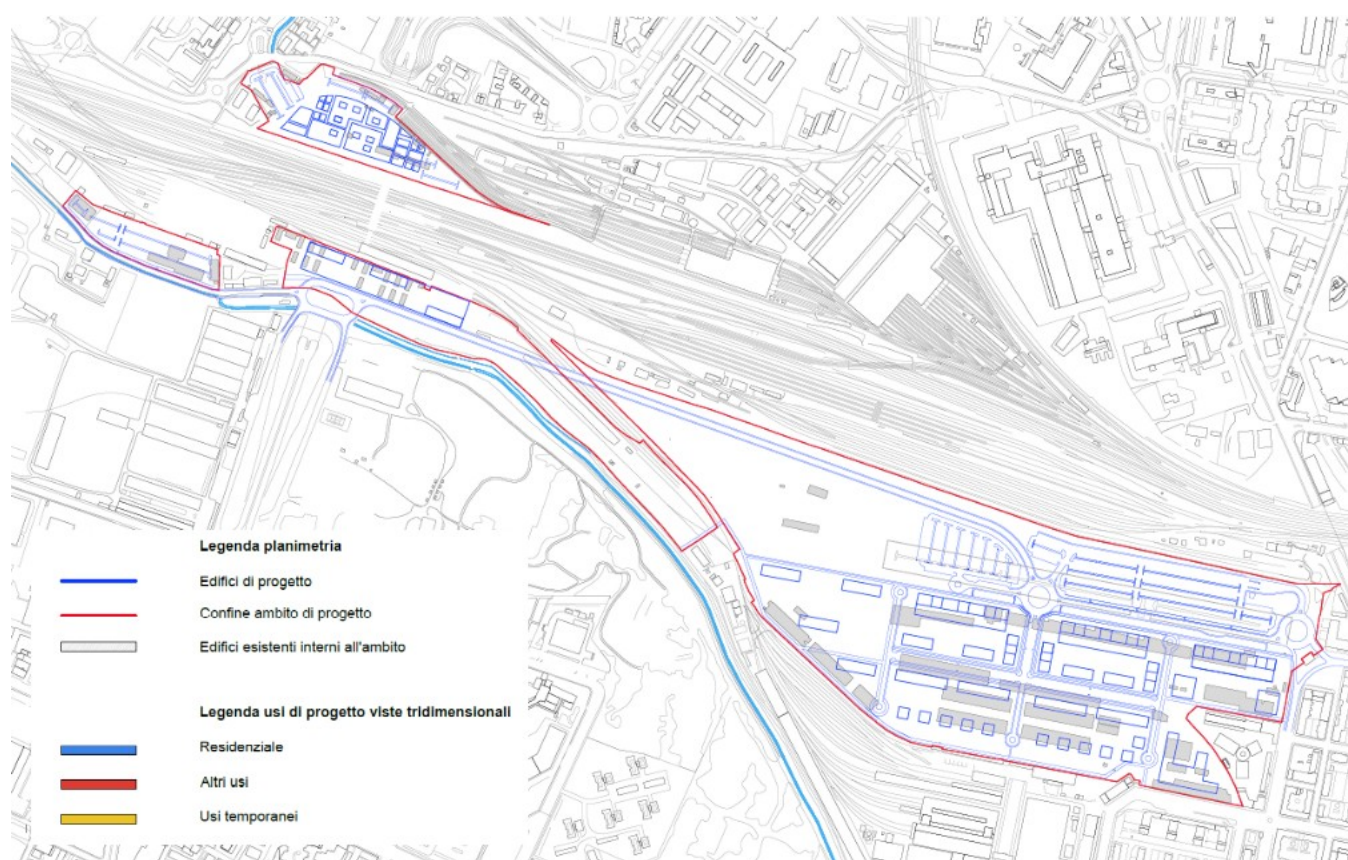 Legenda planimetria
Edifici di progetto
Confine ambito di progetto
Edifici esistenti interni all'ambito
Legenda usi di progetto viste tridimensionali
Residenziale
Altri usi
Usi temporanei